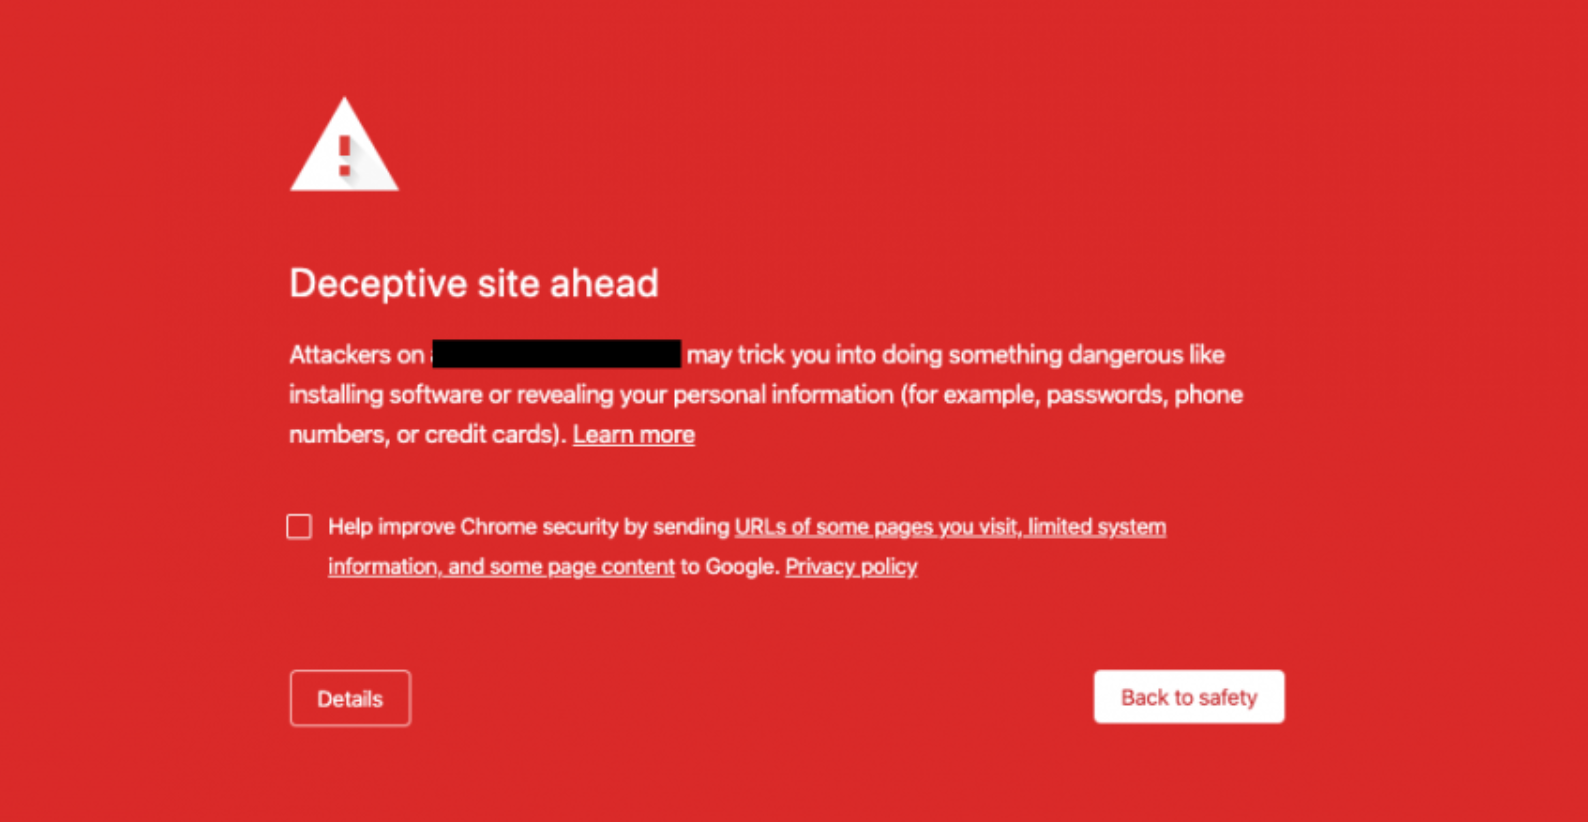 Deceptive site ahead
Attackers on may trick you into doing something dangerous like
installing software or revealing your personal information (for example, passwords, phone
numbers, or credit cards). Learn more
Help improve Chrome security by sending URLs of some pages you visit, limited system
information, and some page content to Google. Privacy policy
Details
Back to safety